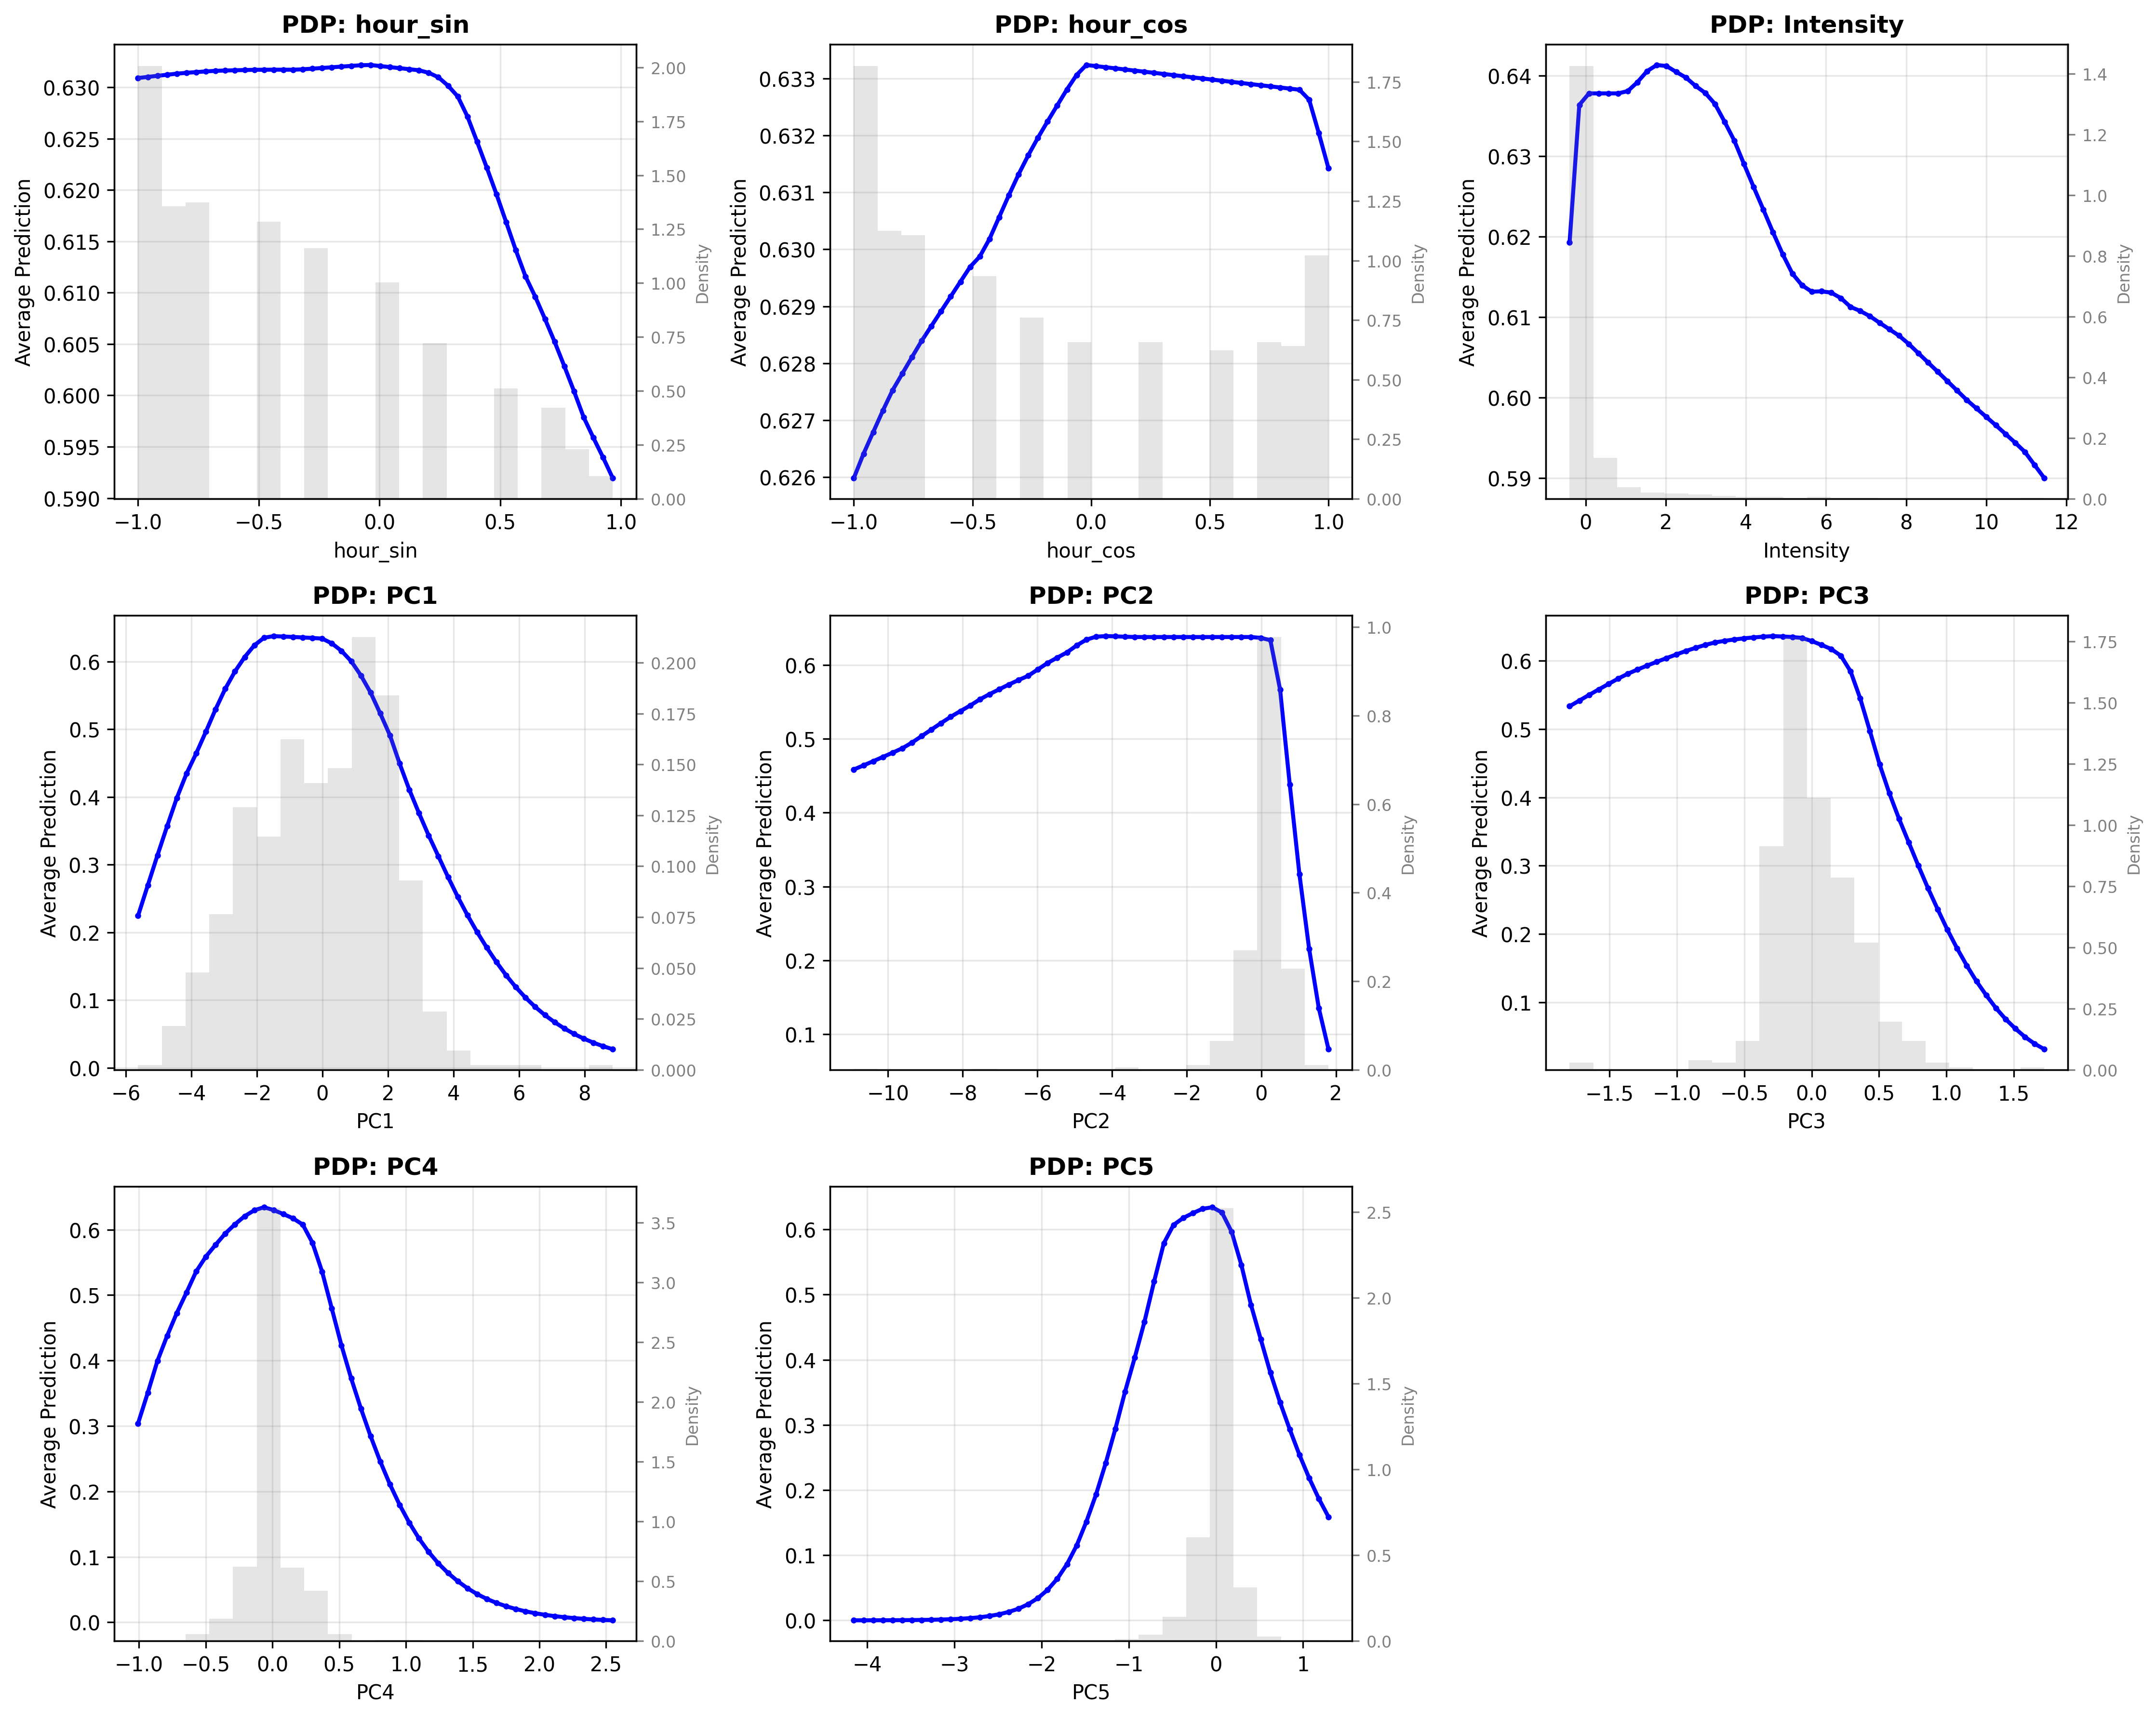 PDP: hour_sin
Average Prediction
0.630
0.625
0.620
0.615
0.610
0.605
0.600
0.595
0.590
−1.0 −0.5 0.0 0.5 1.0
hour_sin
2.00
1.75
1.50
1.25
1.00
0.75
0.50
0.25
0.00
Density
PDP: hour_cos
Average Prediction
0.633
0.632
0.631
0.630
0.629
0.628
0.627
0.626
−1.0 −0.5 0.0 0.5 1.0
hour_cos
1.75
1.50
1.25
1.00
0.75
0.50
0.25
0.00
Density
PDP: Intensity
Average Prediction
0.64
0.63
0.62
0.61
0.60
0.59
0 2 4 6 8 10 12
Intensity
1.4
1.2
1.0
0.8
0.6
0.4
0.2
0.0
Density
PDP: PC1
Average Prediction
0.6
0.5
0.4
0.3
0.2
0.1
0.0
−6 −4 −2 0 2 4 6 8
PC1
0.200
0.175
0.150
0.125
0.100
0.075
0.050
0.025
0.000
Density
PDP: PC2
Average Prediction
0.6
0.5
0.4
0.3
0.2
0.1
−10 −8 −6 −4 −2 0 2
PC2
1.0
0.8
0.6
0.4
0.2
0.0
Density
PDP: PC3
Average Prediction
0.6
0.5
0.4
0.3
0.2
0.1
−1.5 −1.0 −0.5 0.0 0.5 1.0 1.5
PC3
1.75
1.50
1.25
1.00
0.75
0.50
0.25
0.00
Density
PDP: PC4
Average Prediction
0.6
0.5
0.4
0.3
0.2
0.1
0.0
−1.0 −0.5 0.0 0.5 1.0 1.5 2.0 2.5
PC4
3.5
3.0
2.5
2.0
1.5
1.0
0.5
0.0
Density
PDP: PC5
Average Prediction
0.6
0.5
0.4
0.3
0.2
0.1
0.0
−4 −3 −2 −1 0 1
PC5
2.5
2.0
1.5
1.0
0.5
0.0
Density